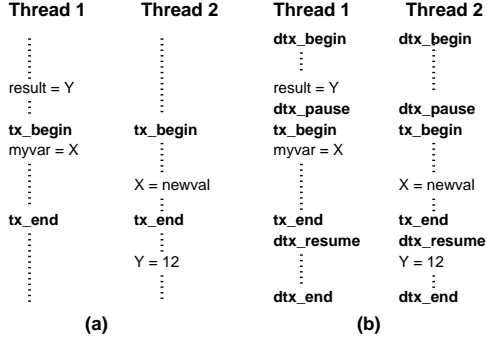 Thread 1 Thread 2 Thread 1 Thread 2
dtx_begin dtx_begin
result = Y result = Y
dtx_pause dtx_pause
tx_begin tx_begin tx_begin tx_begin
myvar = X myvar = X
X = newval X = newval
tx_end tx_end tx_end tx_end
dtx_resume dtx_resume
Y = 12 Y = 12
dtx_end dtx_end
(a) (b)